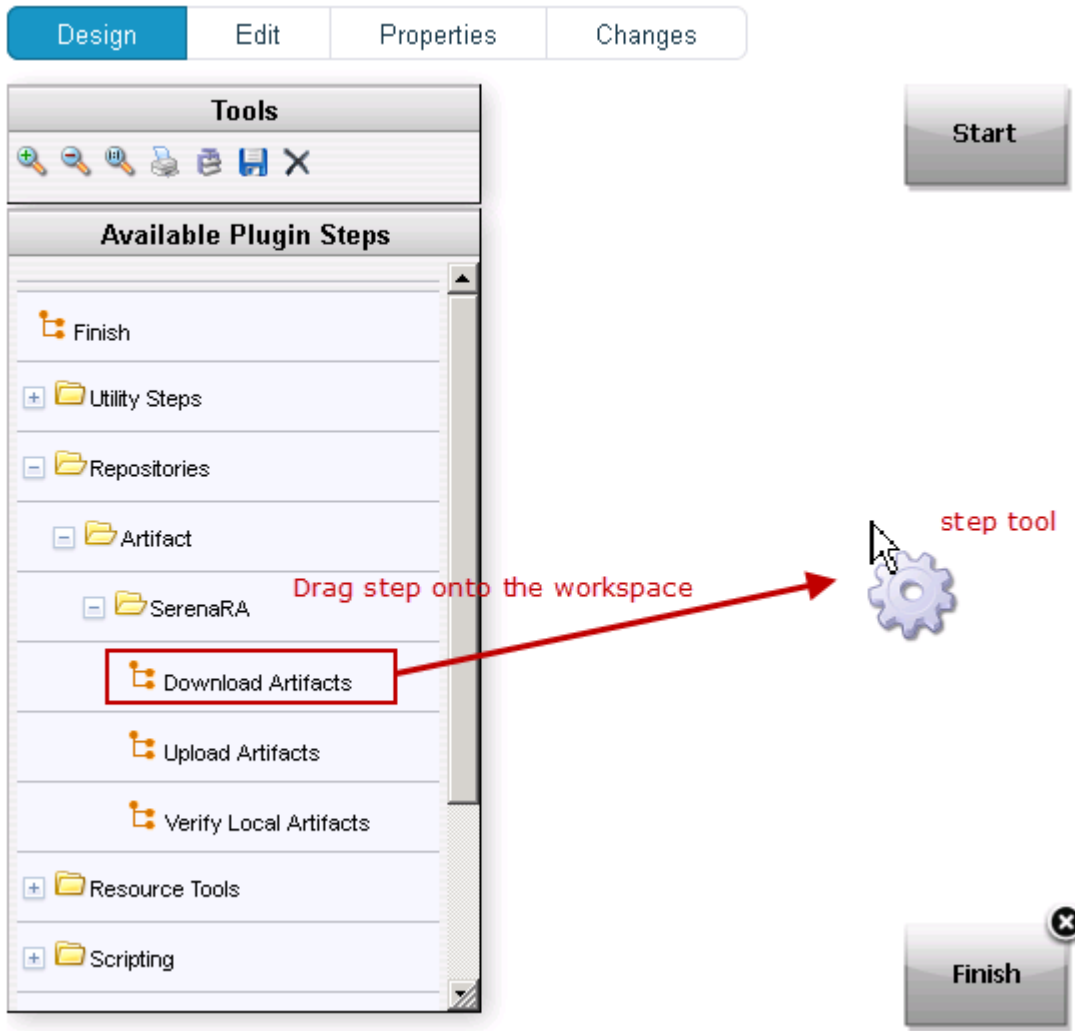 Design Edit Properties Changes
Tools
Start
Available Plugin Steps
Finish
Utility Steps
Repositories
Artifact
step tool
Drag step onto the workspace
SerenaRA
Download Artifacts
Upload Artifacts
Verify Local Artifacts
Resource Tools
Scripting
Finish